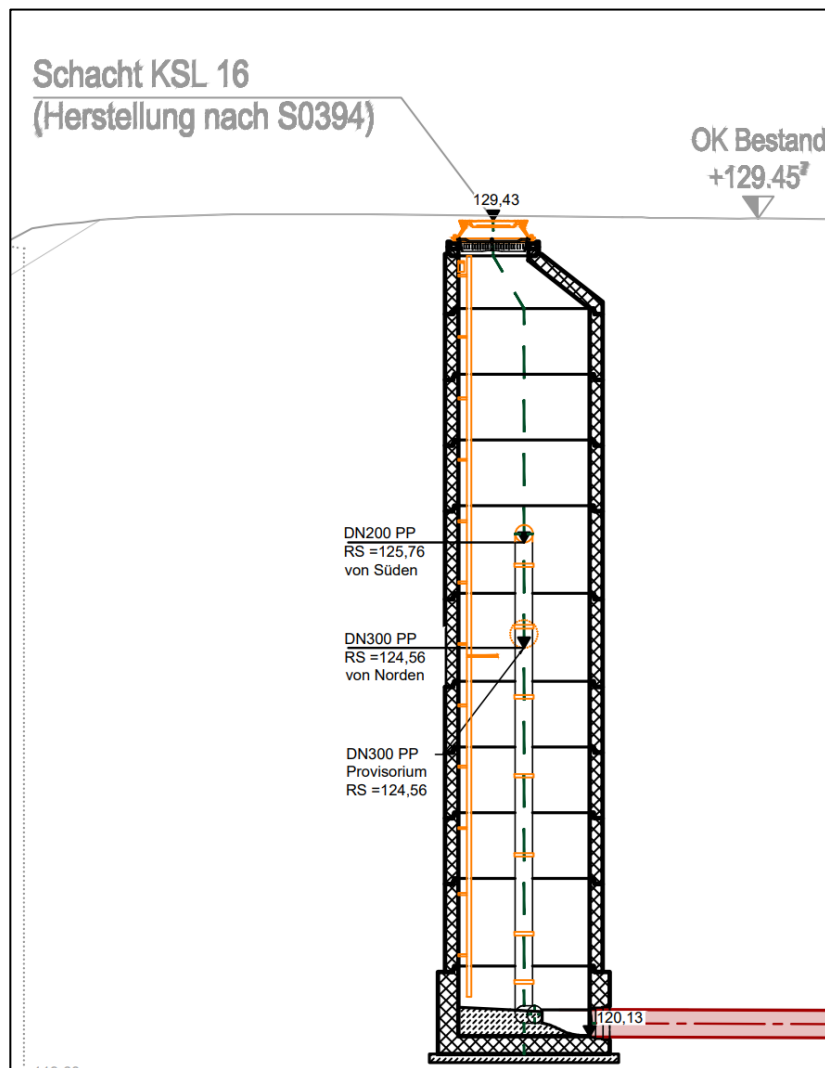 Schacht KSL 16
(Herstellung nach S0394)
OK Bestand
+129.45⁷
129,43
DN200 PP
RS =125,76
von Süden
DN300 PP
RS =124,56
von Norden
DN300 PP
Provisorium
RS =124,56
120,13